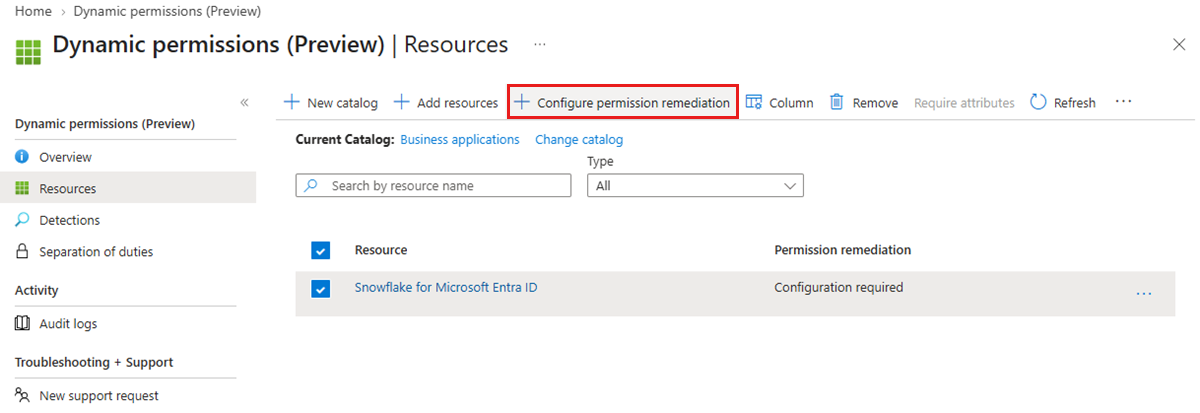 Home > Dynamic permissions (Preview)
Dynamic permissions (Preview) | Resources ...
«
New catalog Add resources Configure permission remediation Column Remove Require attributes Refresh ...
Dynamic permissions (Preview)
Overview
Resources
Detections
Separation of duties
Activity
Audit logs
Troubleshooting + Support
New support request
Current Catalog: Business applications Change catalog
Type
Search by resource name All
Resource Permission remediation
Snowflake for Microsoft Entra ID Configuration required ...